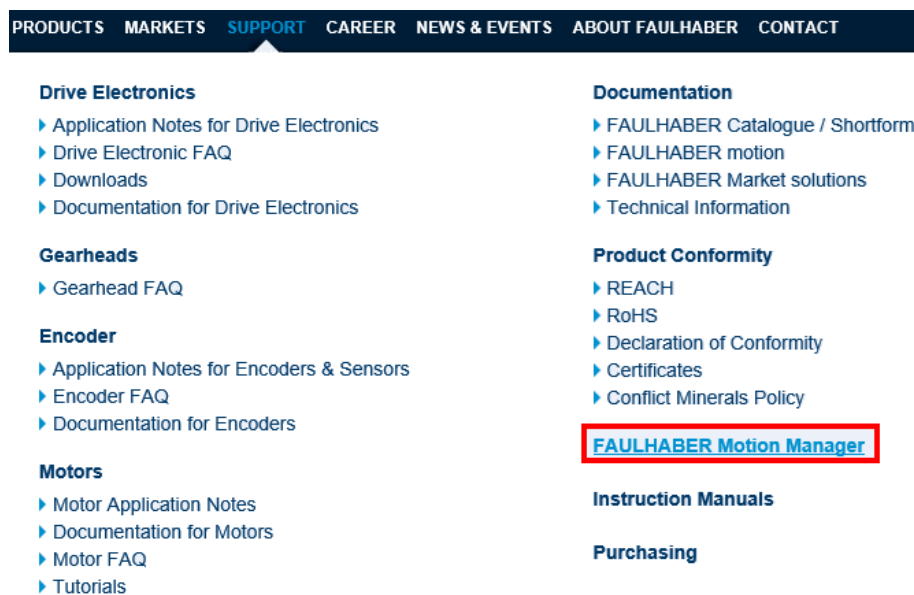 PRODUCTS MARKETS SUPPORT CAREER NEWS & EVENTS ABOUT FAULHABER CONTACT
Drive Electronics
Application Notes for Drive Electronics
Drive Electronic FAQ
Downloads
Documentation for Drive Electronics
Gearheads
Gearhead FAQ
Encoder
Application Notes for Encoders & Sensors
Encoder FAQ
Documentation for Encoders
Motors
Motor Application Notes
Documentation for Motors
Motor FAQ
Tutorials
Documentation
FAULHABER Catalogue / Shortform
FAULHABER motion
FAULHABER Market solutions
Technical Information
Product Conformity
REACH
RoHS
Declaration of Conformity
Certificates
Conflict Minerals Policy
FAULHABER Motion Manager
Instruction Manuals
Purchasing